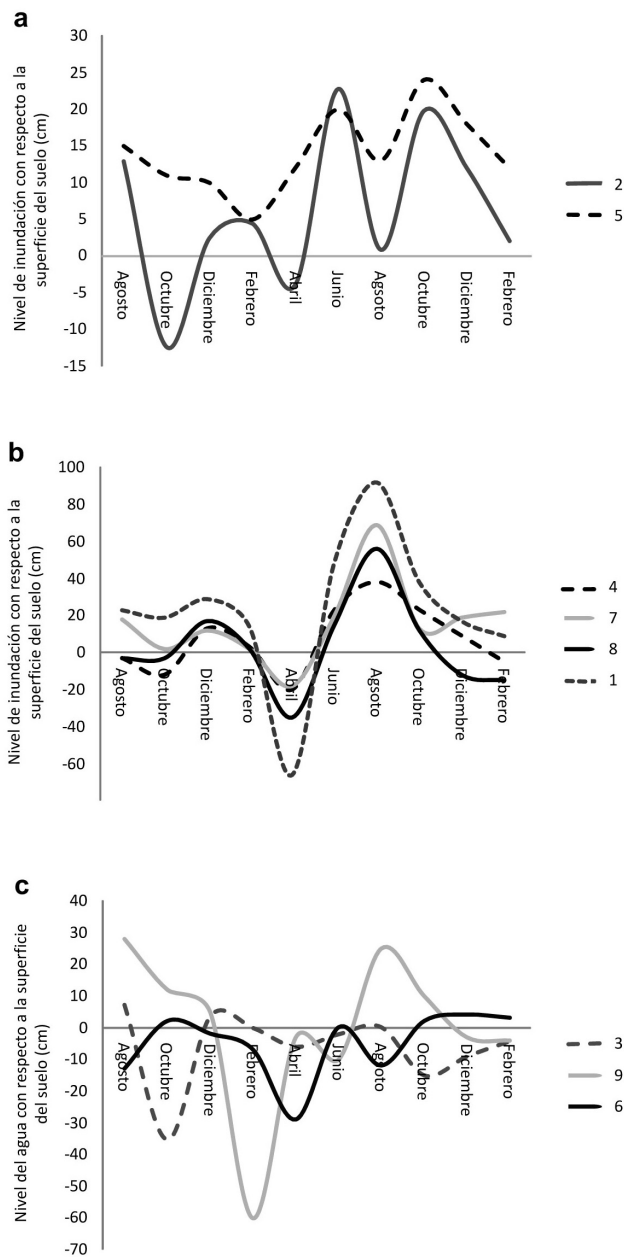 a
Nivel de inundación con respecto a la
superficie del suelo (cm)
30
25
20
15
10
5
0
-5
-10
-15
Agosto
Octubre
Diciembre
Febrero
Abril
Junio
Agsoto
Octubre
Diciembre
Febrero
2
5
b
Nivel de inundación con respecto a la
superficie del suelo (cm)
100
80
60
40
20
0
-20
-40
-60
Agosto
Octubre
Diciembre
Febrero
Abril
Junio
Agsoto
Octubre
Diciembre
Febrero
4
7
8
1
c
Nivel del agua con respecto a la superficie
del suelo (cm)
40
30
20
10
0
-10
-20
-30
-40
-50
-60
-70
Agosto
Octubre
Diciembre
Febrero
Abril
Junio
Agsoto
Octubre
Diciembre
Febrero
3
9
6